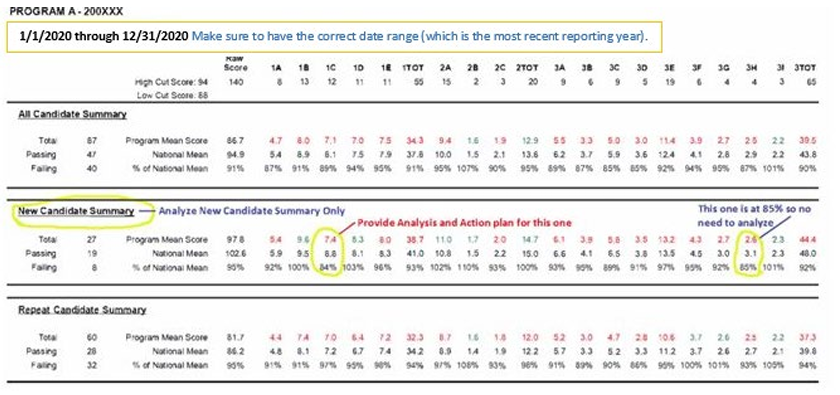 PROGRAM A - 200XXX
1/1/2020 through 12/31/2020 Make sure to have the correct date range (which is the most recent reporting year).
Raw
Score 1A 1B 1C 1D 1E 1TOT 2A 2B 2C 2TOT 3A 3B 3C 3D 3E 3F 3G 3H 3I 3TOT
High Cut Score: 94 140 8 13 12 11 11 55 15 2 3 20 9 6 9 5 19 6 4 4 3 65
Low Cut Score: 88
All Candidate Summary
Total 87 Program Mean Score 86.7 4.7 8.0 7.1 7.0 7.5 34.3 9.4 1.6 1.9 12.9 5.5 3.3 5.0 3.0 11.4 3.9 2.7 2.5 2.2 39.5
Passing 47 National Mean 94.9 5.4 8.9 8.1 7.5 7.9 37.8 10.0 1.5 2.1 13.6 6.2 3.7 5.9 3.6 12.4 4.1 2.8 2.9 2.2 43.8
Failing 40 % of National Mean 91% 87% 91% 89% 94% 95% 91% 95% 107% 90% 95% 89% 87% 85% 85% 92% 94% 95% 87% 101% 90%
New Candidate Summary Analyze New Candidate Summary Only
This one is at 85% so no
need to analyze
Provide Analysis and Action plan for this one
Total 27 Program Mean Score 97.8 5.4 9.6 7.4 8.3 8.0 38.7 11.0 1.7 2.0 14.7 6.1 3.9 5.8 3.5 13.2 4.3 2.7 2.6 2.3 44.4
Passing 19 National Mean 102.6 5.9 9.5 8.8 8.1 8.3 41.0 10.8 1.5 2.2 15.0 6.6 4.1 6.5 3.8 13.5 4.5 3.0 3.1 2.3 48.0
Failing 8 % of National Mean 95% 92% 100% 84% 103% 96% 93% 102% 110% 93% 100% 93% 95% 89% 91% 97% 95% 92% 85% 101% 92%
Repeat Candidate Summary
Total 60 Program Mean Score 81.7 4.4 7.4 7.0 6.4 7.2 32.3 8.7 1.6 1.8 12.0 5.2 3.0 4.7 2.8 10.6 3.7 2.6 2.5 2.2 37.3
Passing 28 National Mean 86.2 4.8 8.1 7.2 6.7 7.4 34.2 8.9 1.4 1.9 12.2 5.7 3.3 5.2 3.3 11.2 3.7 2.6 2.7 2.1 39.8
Failing 32 % of National Mean 95% 91% 91% 97% 95% 98% 94% 97% 108% 93% 98% 91% 89% 90% 86% 95% 100% 101% 93% 105% 94%